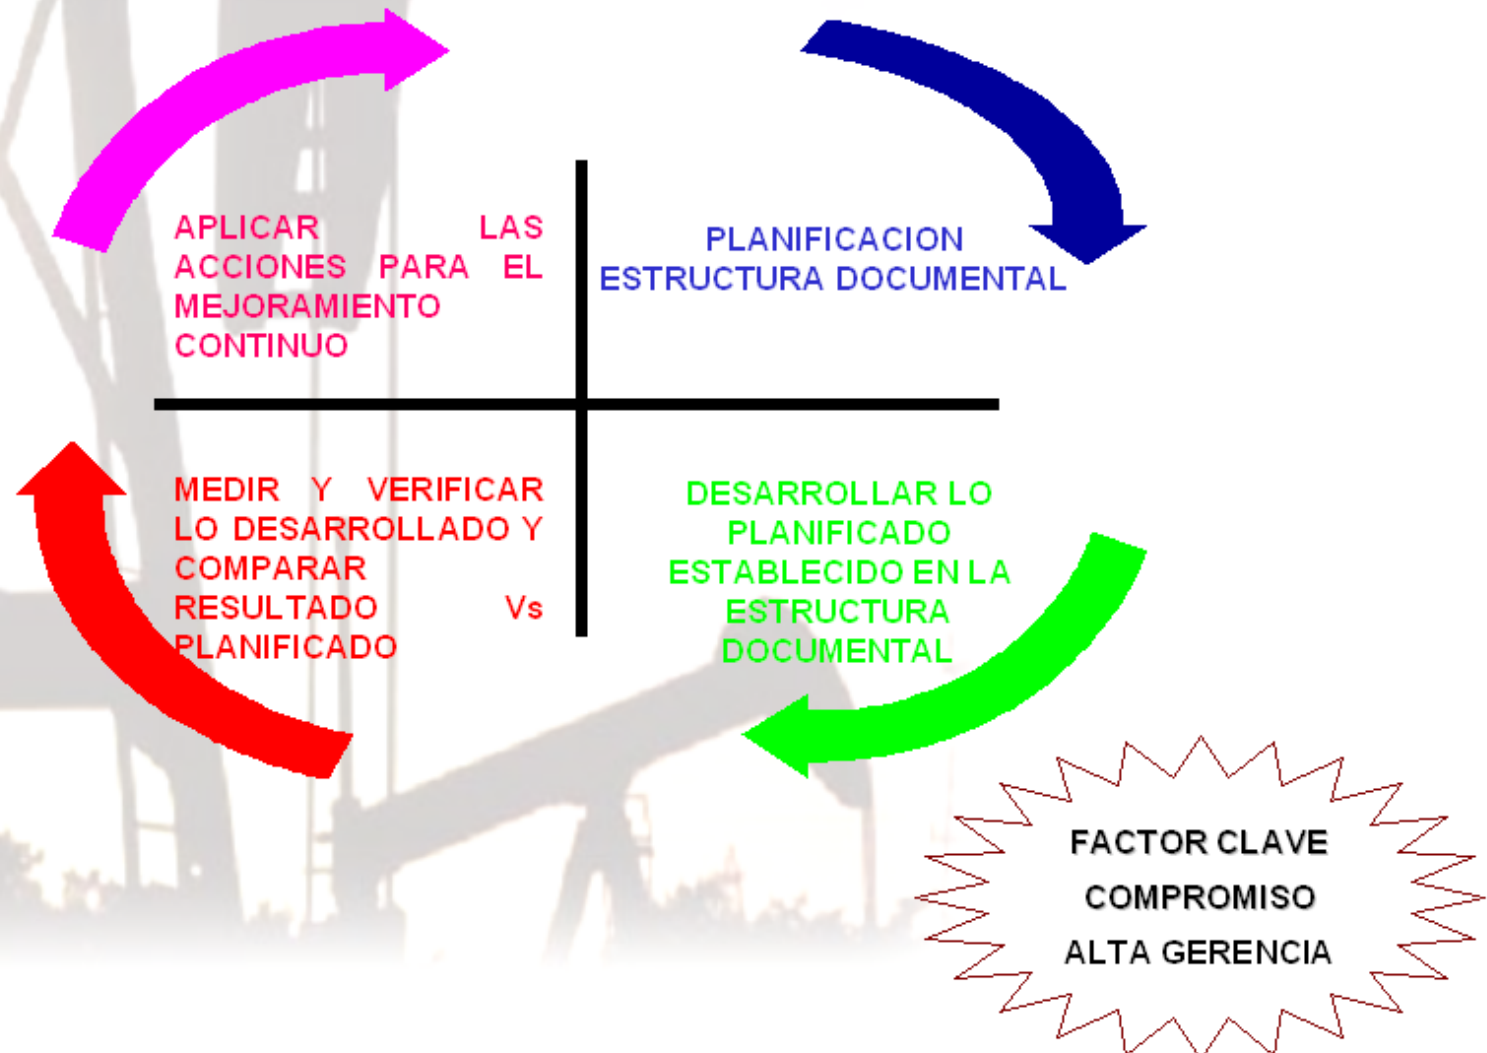 APLICAR LAS
ACCIONES PARA EL
MEJORAMIENTO
CONTINUO
PLANIFICACION
ESTRUCTURA DOCUMENTAL
MEDIR Y VERIFICAR
LO DESARROLLADO Y
COMPARAR
RESULTADO Vs
PLANIFICADO
DESARROLLAR LO
PLANIFICADO
ESTABLECIDO EN LA
ESTRUCTURA
DOCUMENTAL
FACTOR CLAVE
COMPROMISO
ALTA GERENCIA